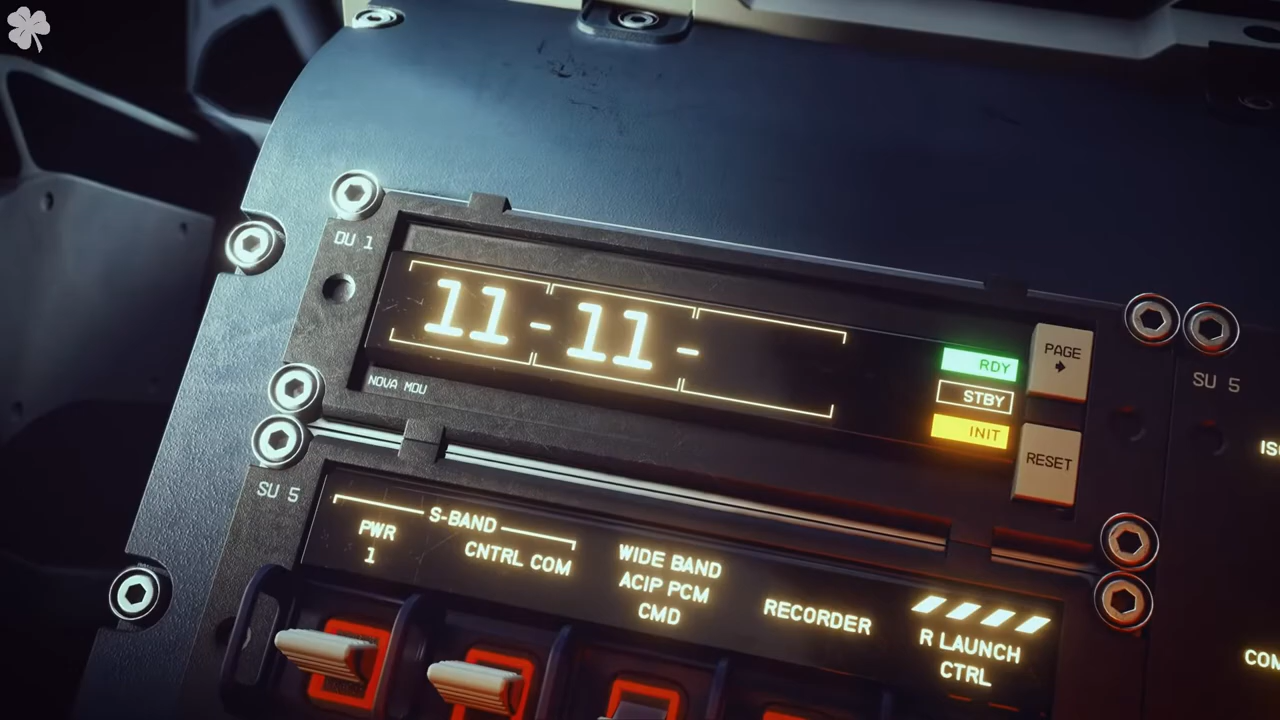 DU 1
11-11-
RDY
STBY
INIT
PAGE
RESET
NOVA MDU
SU 5
SU 5
S-BAND
PWR
1
CNTRL COM
WIDE BAND
ACIP PCM
CMD
RECORDER
R LAUNCH
CTRL